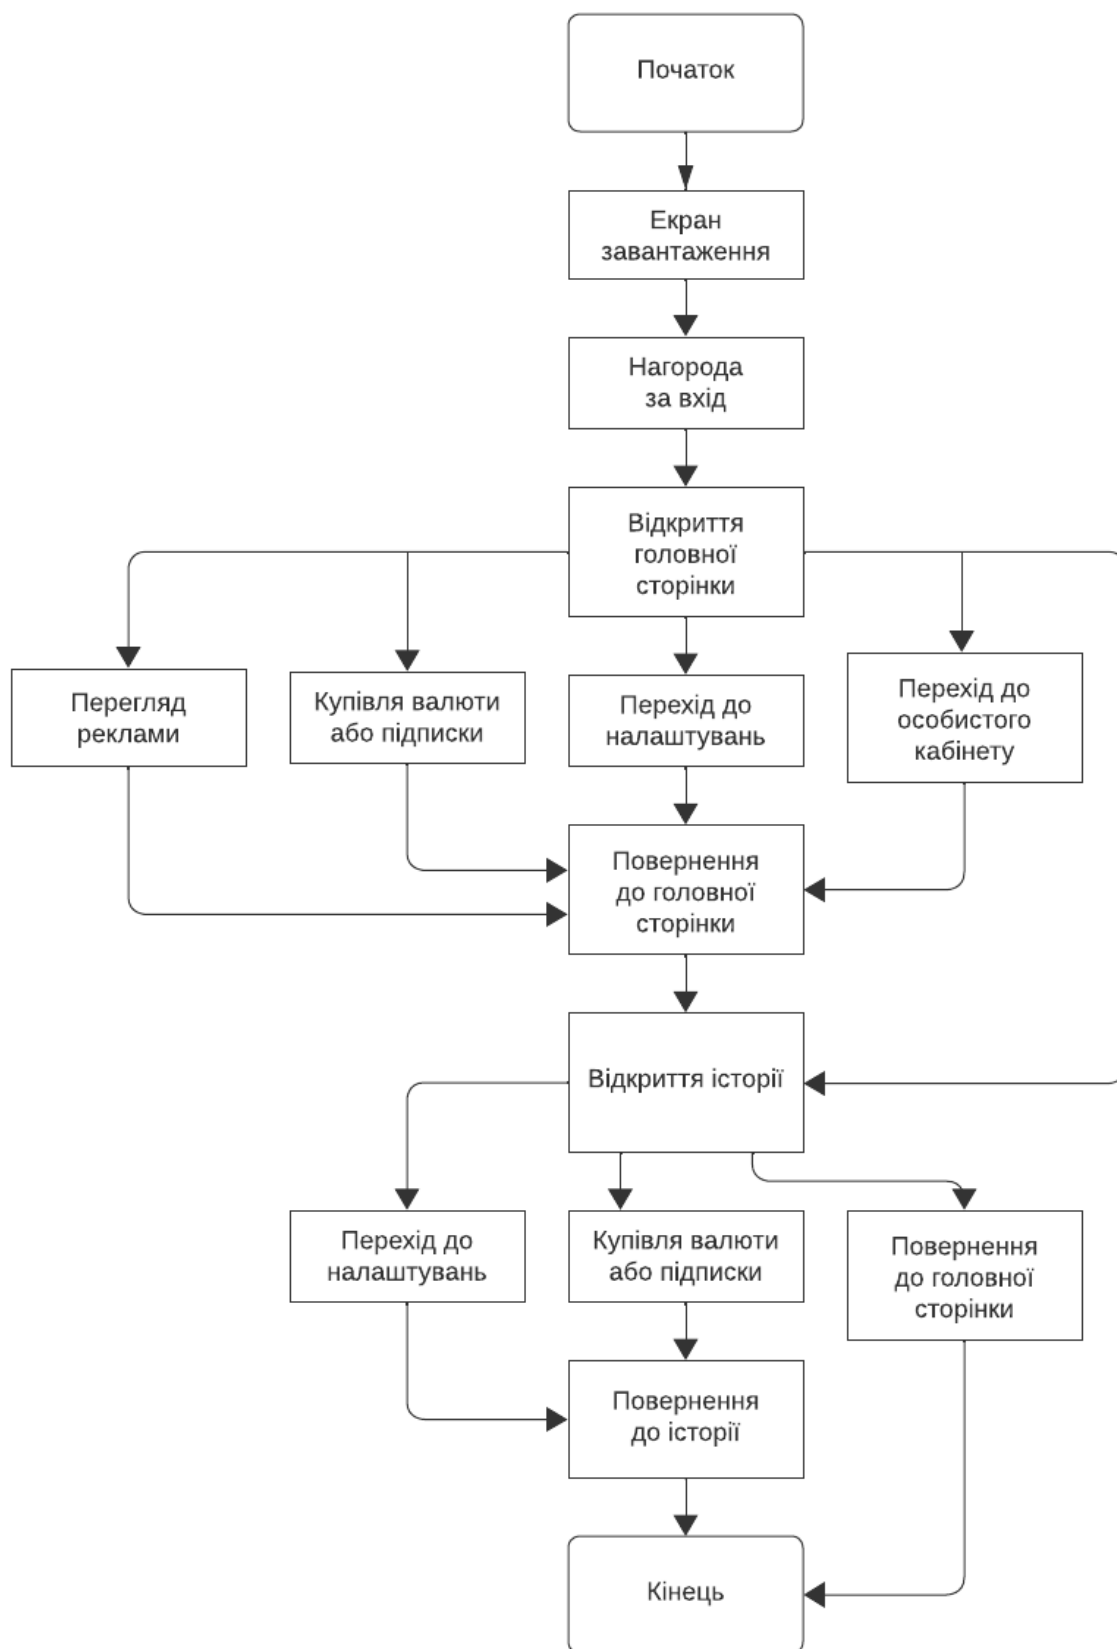 Початок
Екран
завантаження
Нагорода
за вхід
Відкриття
головної
сторінки
Перегляд
реклами
Купівля валюти
або підписки
Перехід до
налаштувань
Перехід до
особистого
кабінету
Повернення
до головної
сторінки
Відкриття історії
Перехід до
налаштувань
Купівля валюти
або підписки
Повернення
до головної
сторінки
Повернення
до історії
Кінець